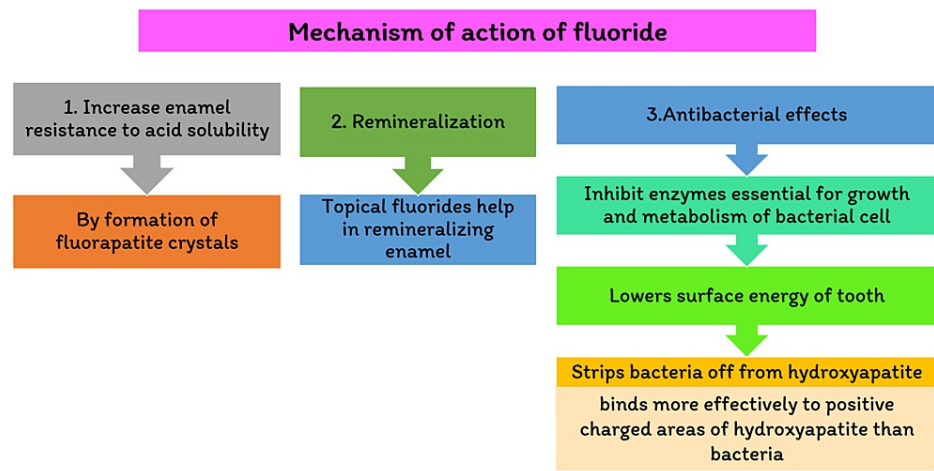 Mechanism of action of fluoride
1. Increase enamel
resistance to acid solubility
By formation of
fluorapatite crystals
2. Remineralization
Topical fluorides help
in remineralizing
enamel
3.Antibacterial effects
Inhibit enzymes essential for growth
and metabolism of bacterial cell
Lowers surface energy of tooth
Strips bacteria off from hydroxyapatite
binds more effectively to positive
charged areas of hydroxyapatite than
bacteria